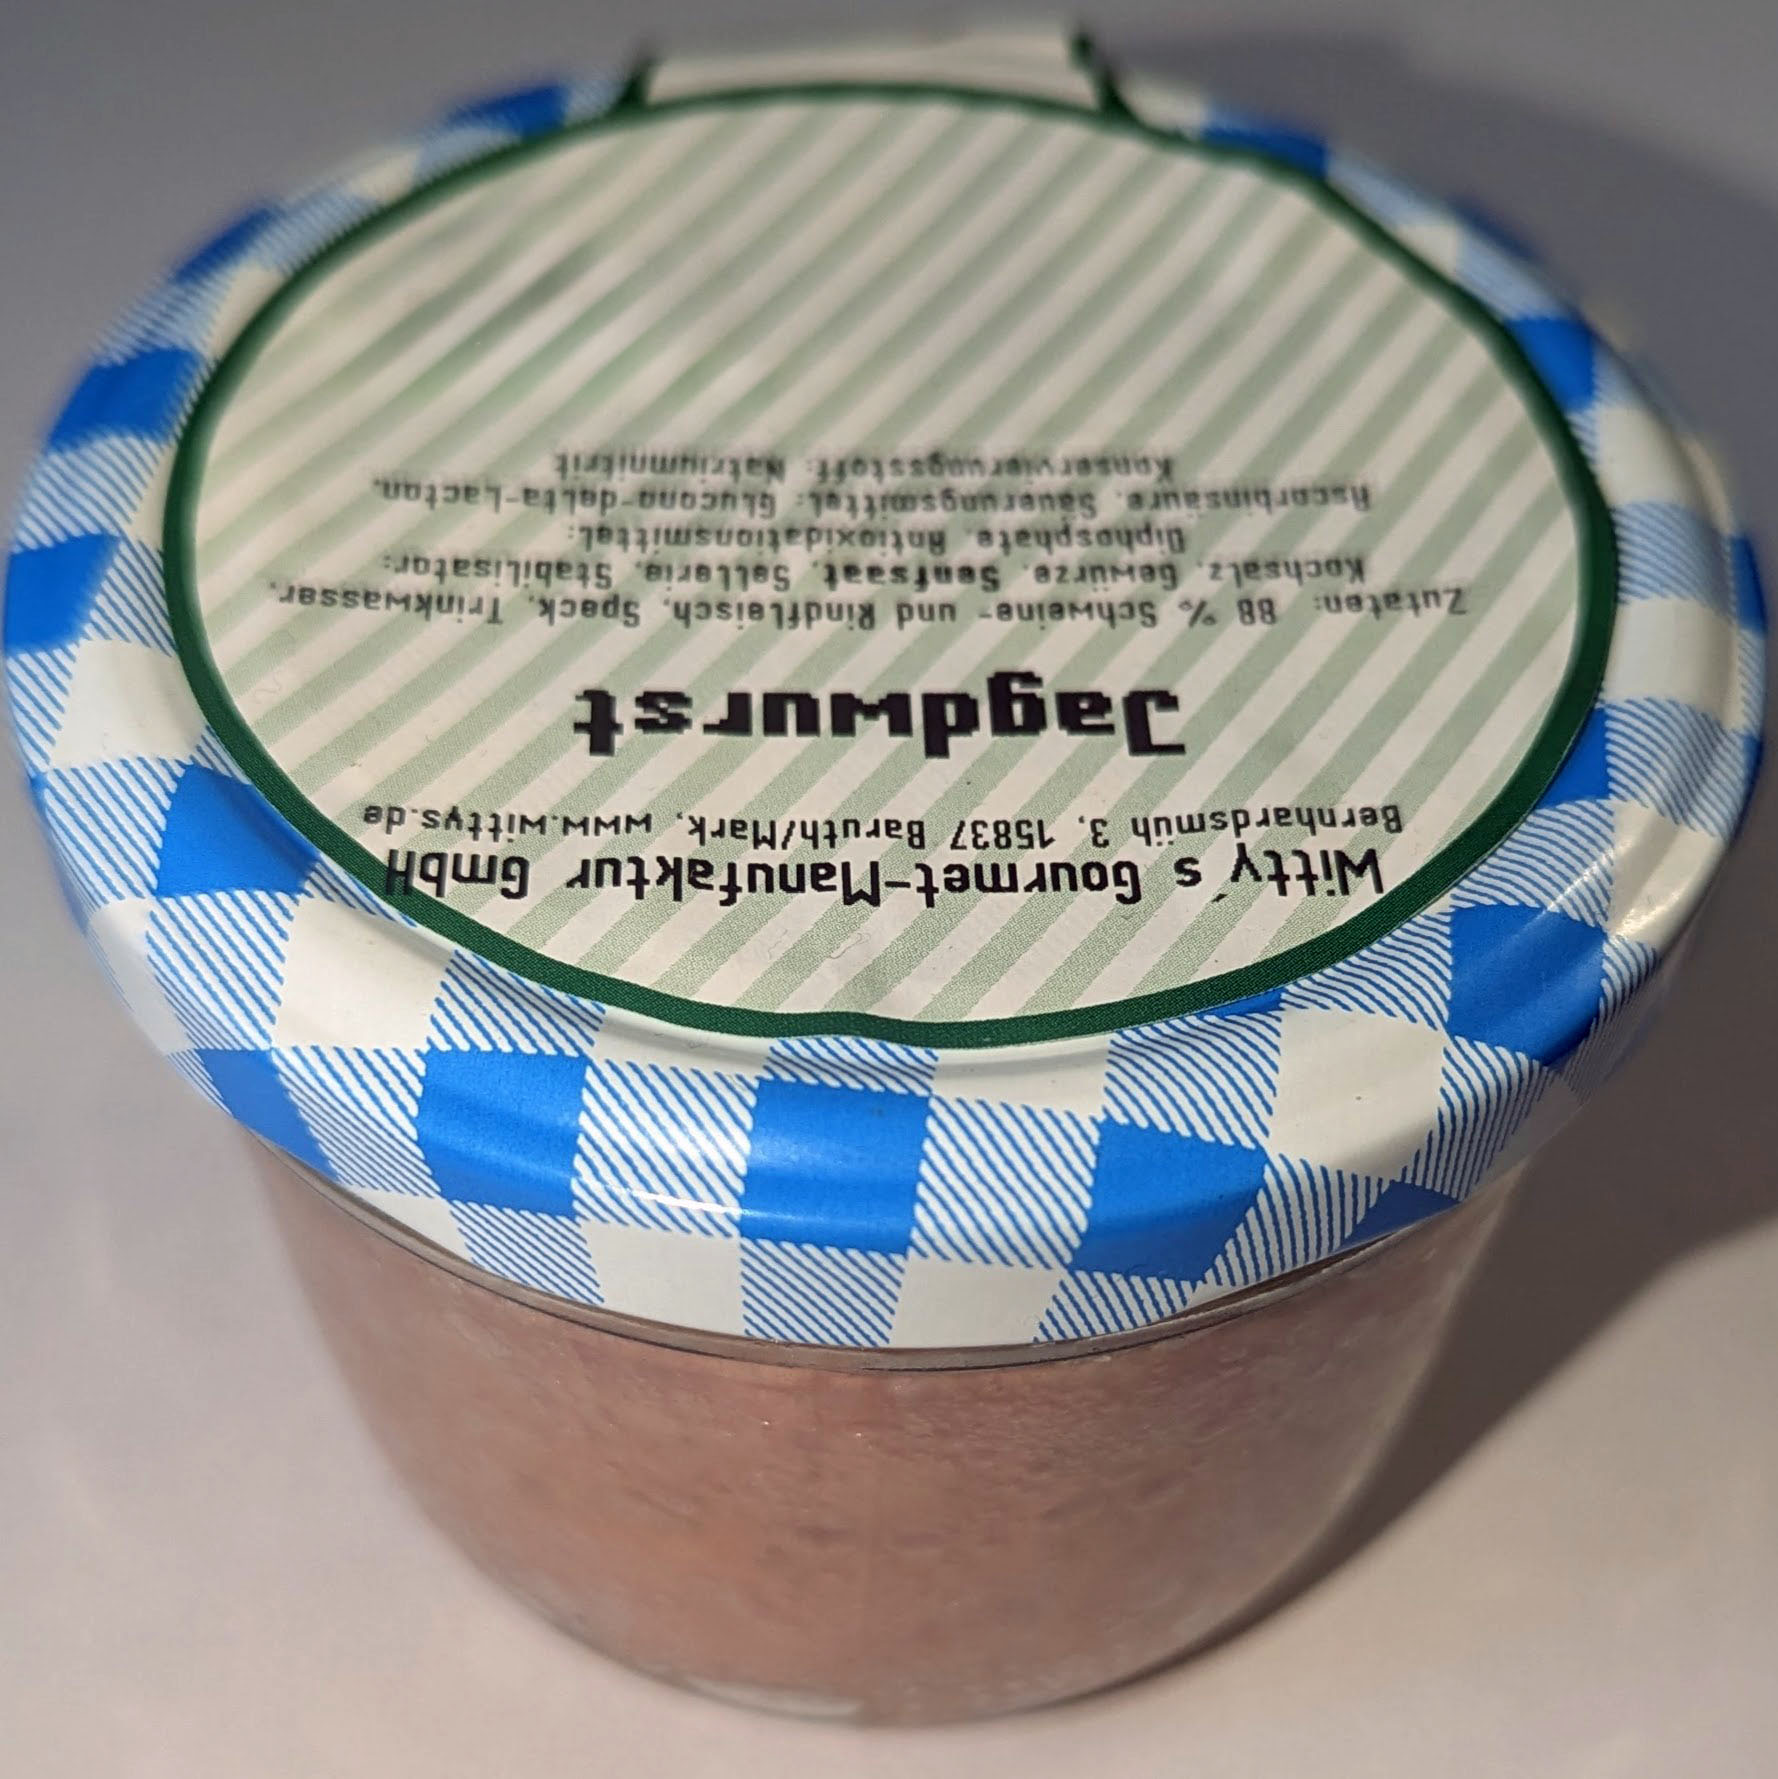 Witty´s Gourmet-Manufaktur GmbH
Bernhardsmüh 3, 15837 Baruth/Mark, www.wittys.de
Jagdwurst
Zutaten: 88 % Schweine- und Rindfleisch, Speck, Trinkwasser,
Kochsalz, Gewürze, Senfsaat, Sellerie, Stabilisator:
Diphosphate, Antioxidationsmittel:
Ascorbinsäure, Säuerungsmittel: Glucono-delta-Lacton,
Konservierungsstoff: Natriumnitrit